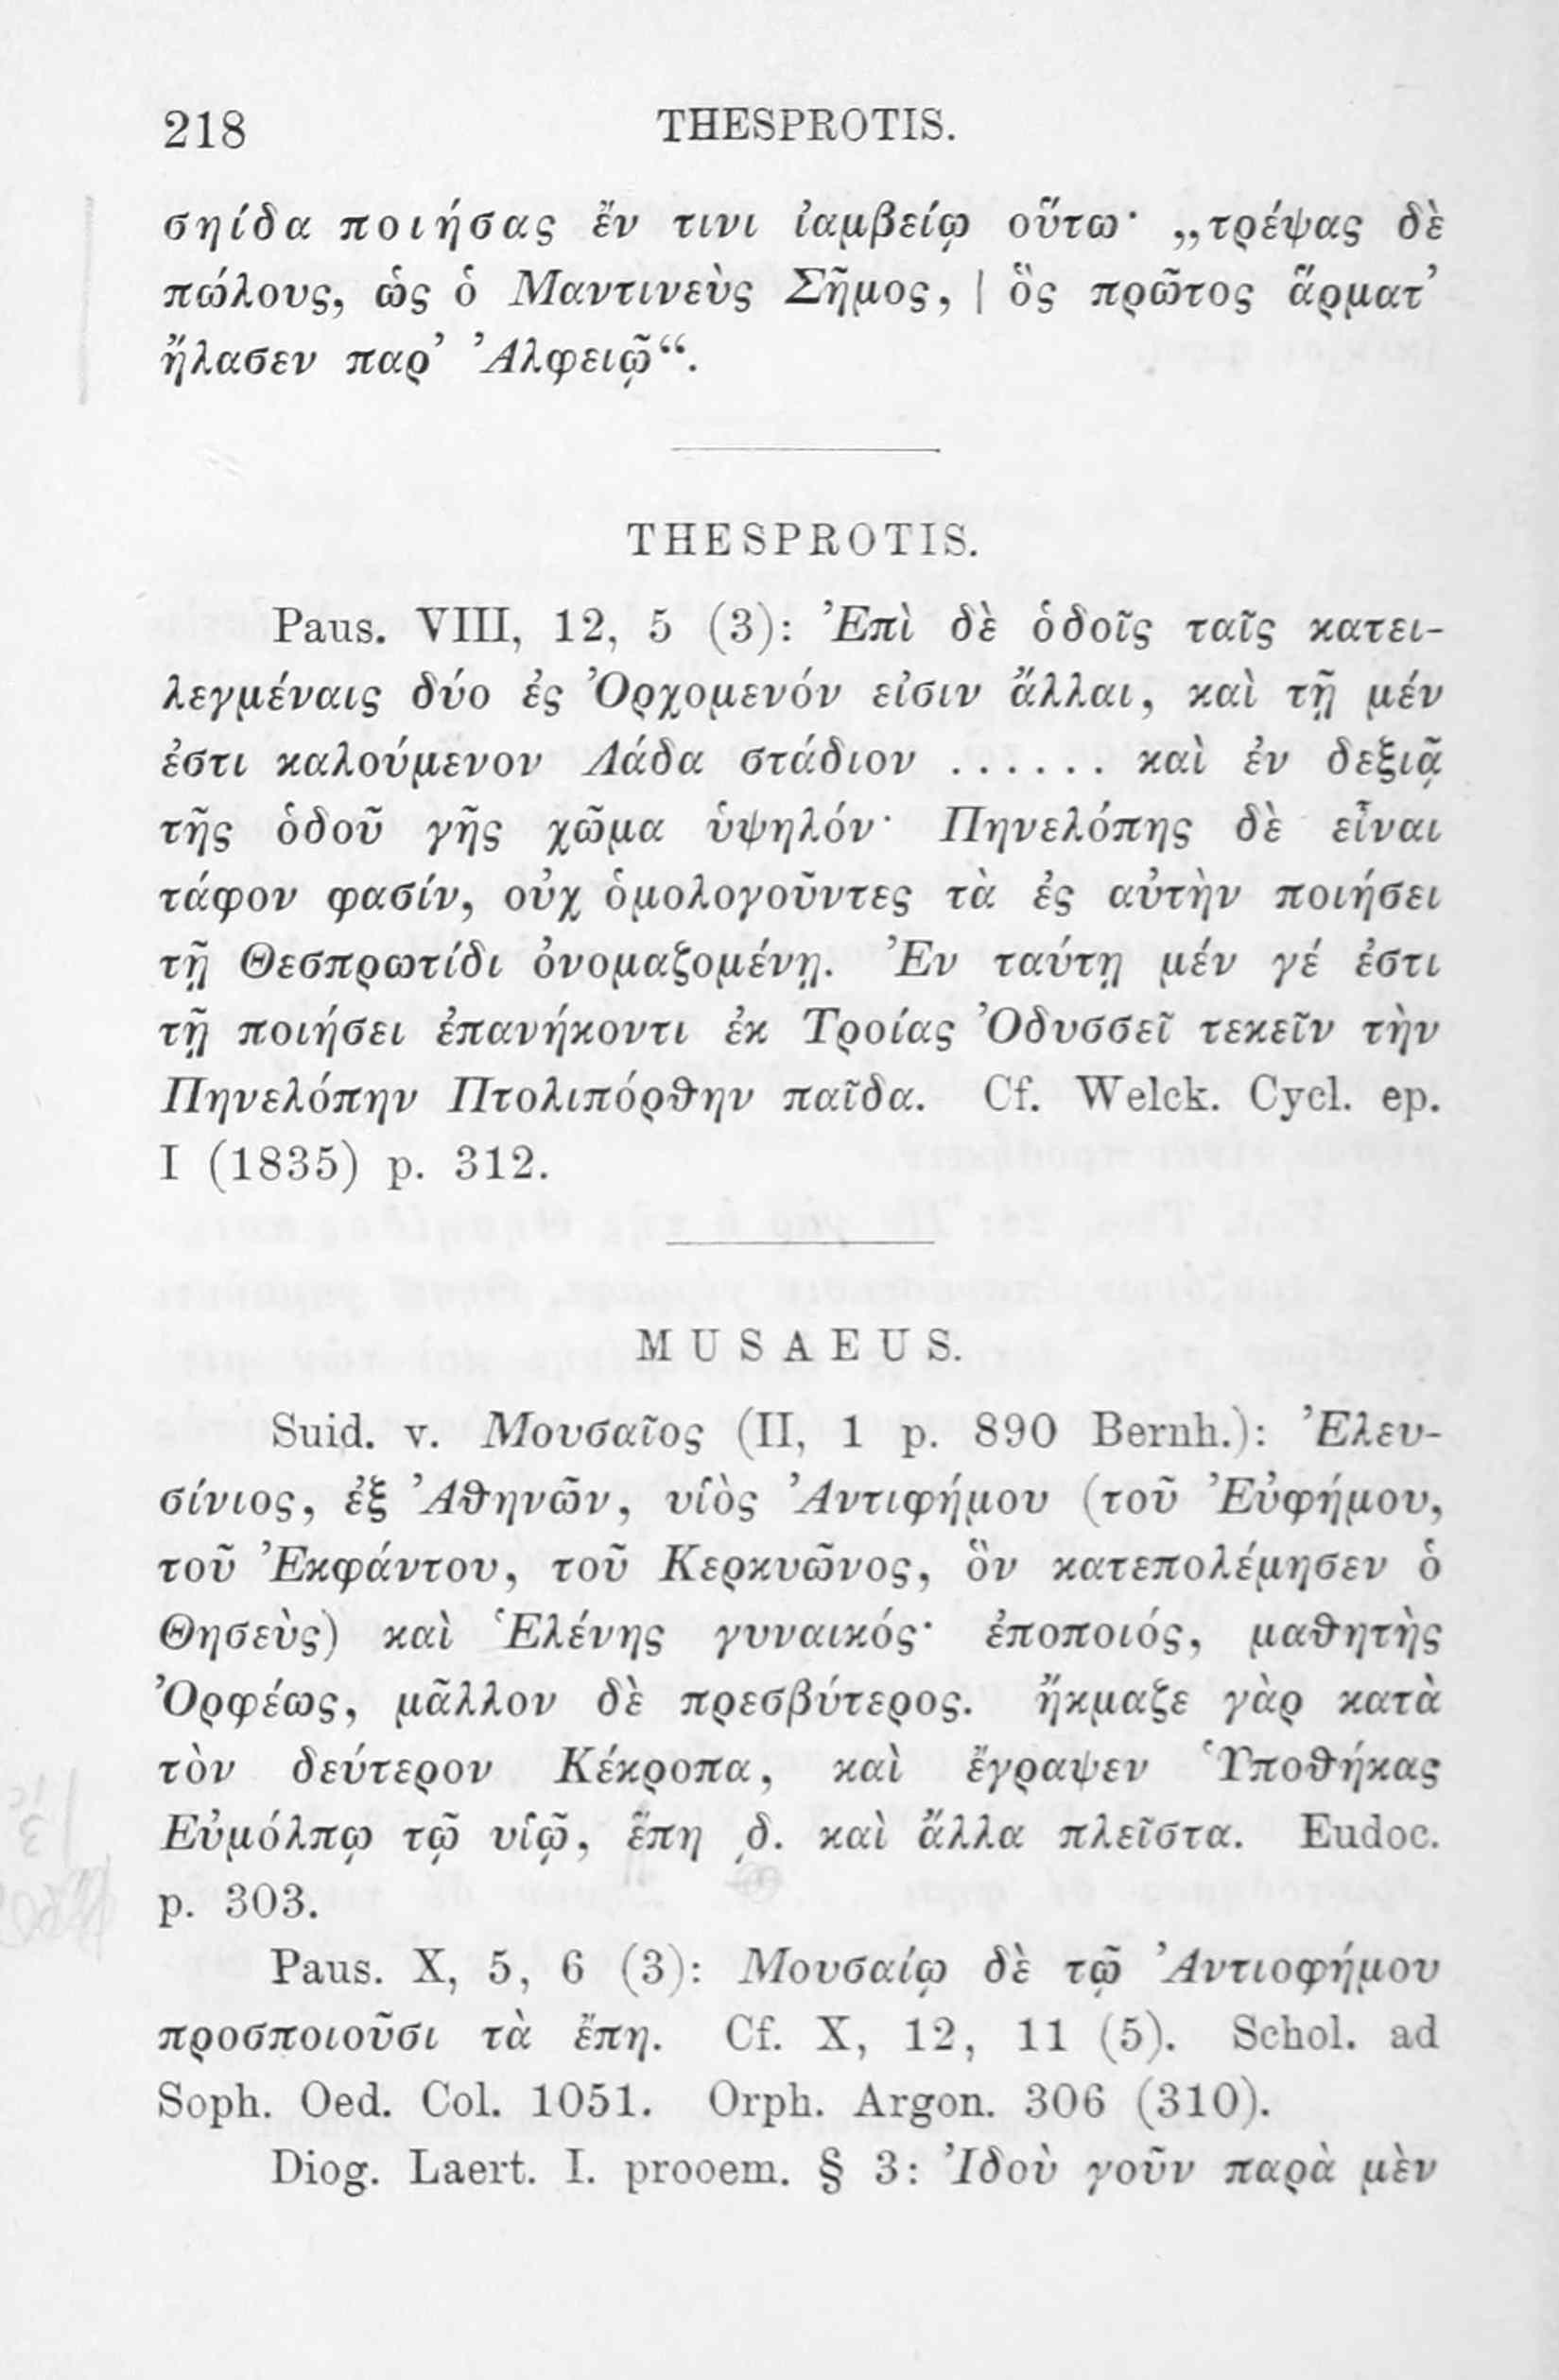 218 THESPROTIS.
σηίδα ποιήσας ἔν τινι ἰαμβείῳ οὕτω· „τρέψας δὲ
πώλους, ὡς ὁ Μαντινεὺς Σῆμος, | ὃς πρῶτος ἅρματ’
ἤλασεν παρ’ Ἀλφειῷ“.
THESPROTIS.
Paus. VIII, 12, 5 (3): Ἐπὶ δὲ ὁδοῖς ταῖς κατει-
λεγμέναις δύο ἐς Ὀρχομενόν εἰσιν ἄλλαι, καὶ τῇ μέν
ἐστι καλούμενον Λάδα στάδιον ...... καὶ ἐν δεξιᾷ
τῆς ὁδοῦ γῆς χῶμα ὑψηλόν· Πηνελόπης δὲ εἶναι
τάφον φασίν, οὐχ ὁμολογοῦντες τὰ ἐς αὐτὴν ποιήσει
τῇ Θεσπρωτίδι ὀνομαζομένῃ. Ἐν ταύτῃ μέν γέ ἐστι
τῇ ποιήσει ἐπανήκοντι ἐκ Τροίας Ὀδυσσεῖ τεκεῖν τὴν
Πηνελόπην Πτολιπόρθην παῖδα. Cf. Welck. Cycl. ep.
I (1835) p. 312.
MUSAEUS.
Suid. v. Μουσαῖος (II, 1 p. 890 Bernh.): Ἐλευ-
σίνιος, ἐξ Ἀθηνῶν, υἱὸς Ἀντιφήμου (τοῦ Ἐὐφήμου,
τοῦ Ἐκφάντου, τοῦ Κερκυῶνος, ὃν κατεπολέμησεν ὁ
Θησεὺς) καὶ Ἑλένης γυναικός· ἐποποιός, μαθητὴς
Ὀρφέως, μᾶλλον δὲ πρεσβύτερος. ἤκμαζε γὰρ κατὰ
τὸν δεύτερον Κέκροπα, καὶ ἔγραψεν Ὑποθήκας
Εὐμόλπῳ τῷ υἱῷ, ἔπη ͵δ. καὶ ἄλλα πλεῖστα. Eudoc.
p. 303.
Paus. X, 5, 6 (3): Μουσαίῳ δὲ τῷ Ἀντιοφήμου
προσποιοῦσι τὰ ἔπη. Cf. X, 12, 11 (5). Schol. ad
Soph. Oed. Col. 1051. Orph. Argon. 306 (310).
Diog. Laert. I. prooem. § 3: Ἰδοὺ γοῦν παρὰ μὲν